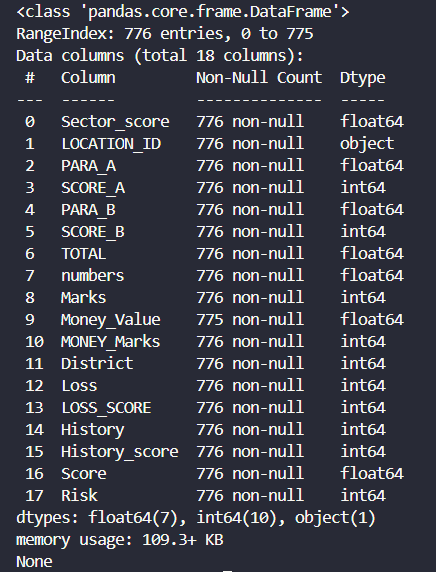 <class 'pandas.core.frame.DataFrame'>
RangeIndex: 776 entries, 0 to 775
Data columns (total 18 columns):
 #   Column         Non-Null Count  Dtype
---  ------         --------------  -----
 0   Sector_score   776 non-null    float64
 1   LOCATION_ID    776 non-null    object
 2   PARA_A         776 non-null    float64
 3   SCORE_A        776 non-null    int64
 4   PARA_B         776 non-null    float64
 5   SCORE_B        776 non-null    int64
 6   TOTAL          776 non-null    float64
 7   numbers        776 non-null    float64
 8   Marks          776 non-null    int64
 9   Money_Value    775 non-null    float64
 10  MONEY_Marks    776 non-null    int64
 11  District       776 non-null    int64
 12  Loss           776 non-null    int64
 13  LOSS_SCORE     776 non-null    int64
 14  History        776 non-null    int64
 15  History_score  776 non-null    int64
 16  Score          776 non-null    float64
 17  Risk           776 non-null    int64
dtypes: float64(7), int64(10), object(1)
memory usage: 109.3+ KB
None